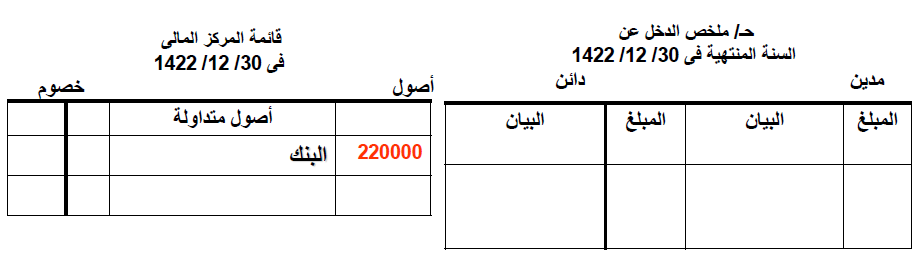 حـ/ ملخص الدخل عن
السنة المنتهية فى 30/ 12/ 1422
مدين دائن
المبلغ البيان المبلغ البيان
قائمة المركز المالى
فى 30/ 12/ 1422
أصول خصوم
أصول متداولة
220000 البنك